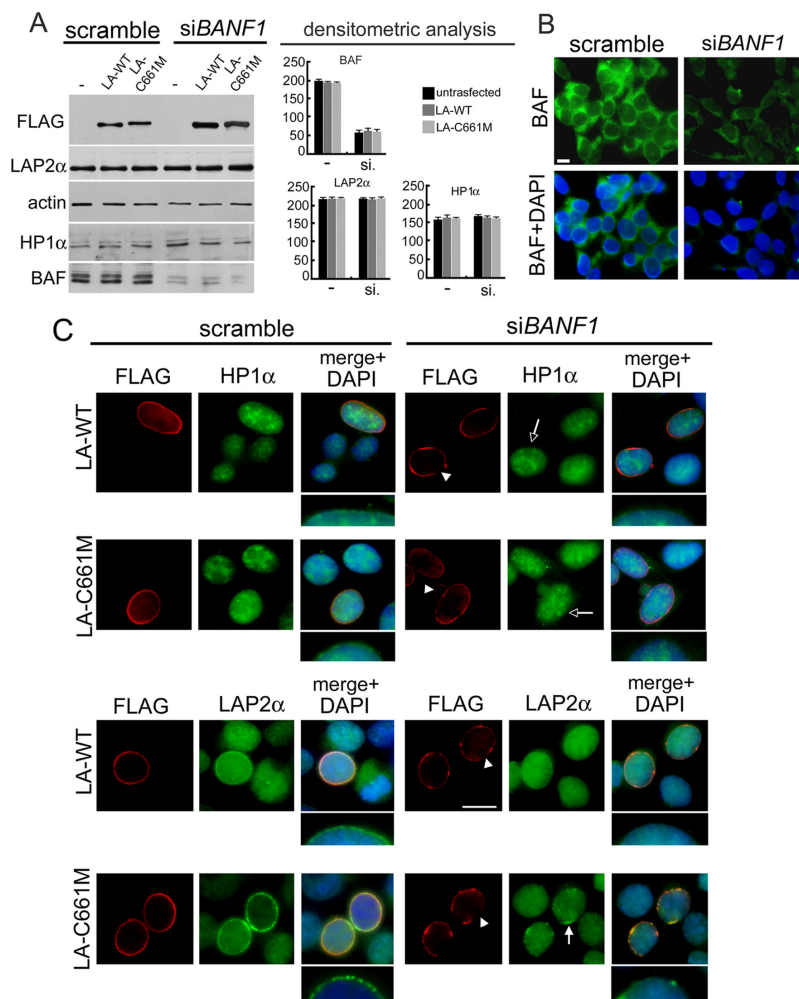 A
scramble
siBANF1
-
LA-WT
LA-C661M
-
LA-WT
LA-C661M
FLAG
LAP2α
actin
HP1α
BAF
densitometric analysis
BAF
250
200
150
100
50
-
si.
untrasfected
LA-WT
LA-C661M
LAP2α
250
200
150
100
50
0
-
si.
HP1α
250
200
150
100
50
0
-
si.
B
scramble
siBANF1
BAF
BAF+DAPI
C
scramble
siBANF1
FLAG
HP1α
merge+
DAPI
FLAG
HP1α
merge+
DAPI
LA-WT
LA-C661M
FLAG
LAP2α
merge+
DAPI
FLAG
LAP2α
merge+
DAPI
LA-WT
LA-C661M